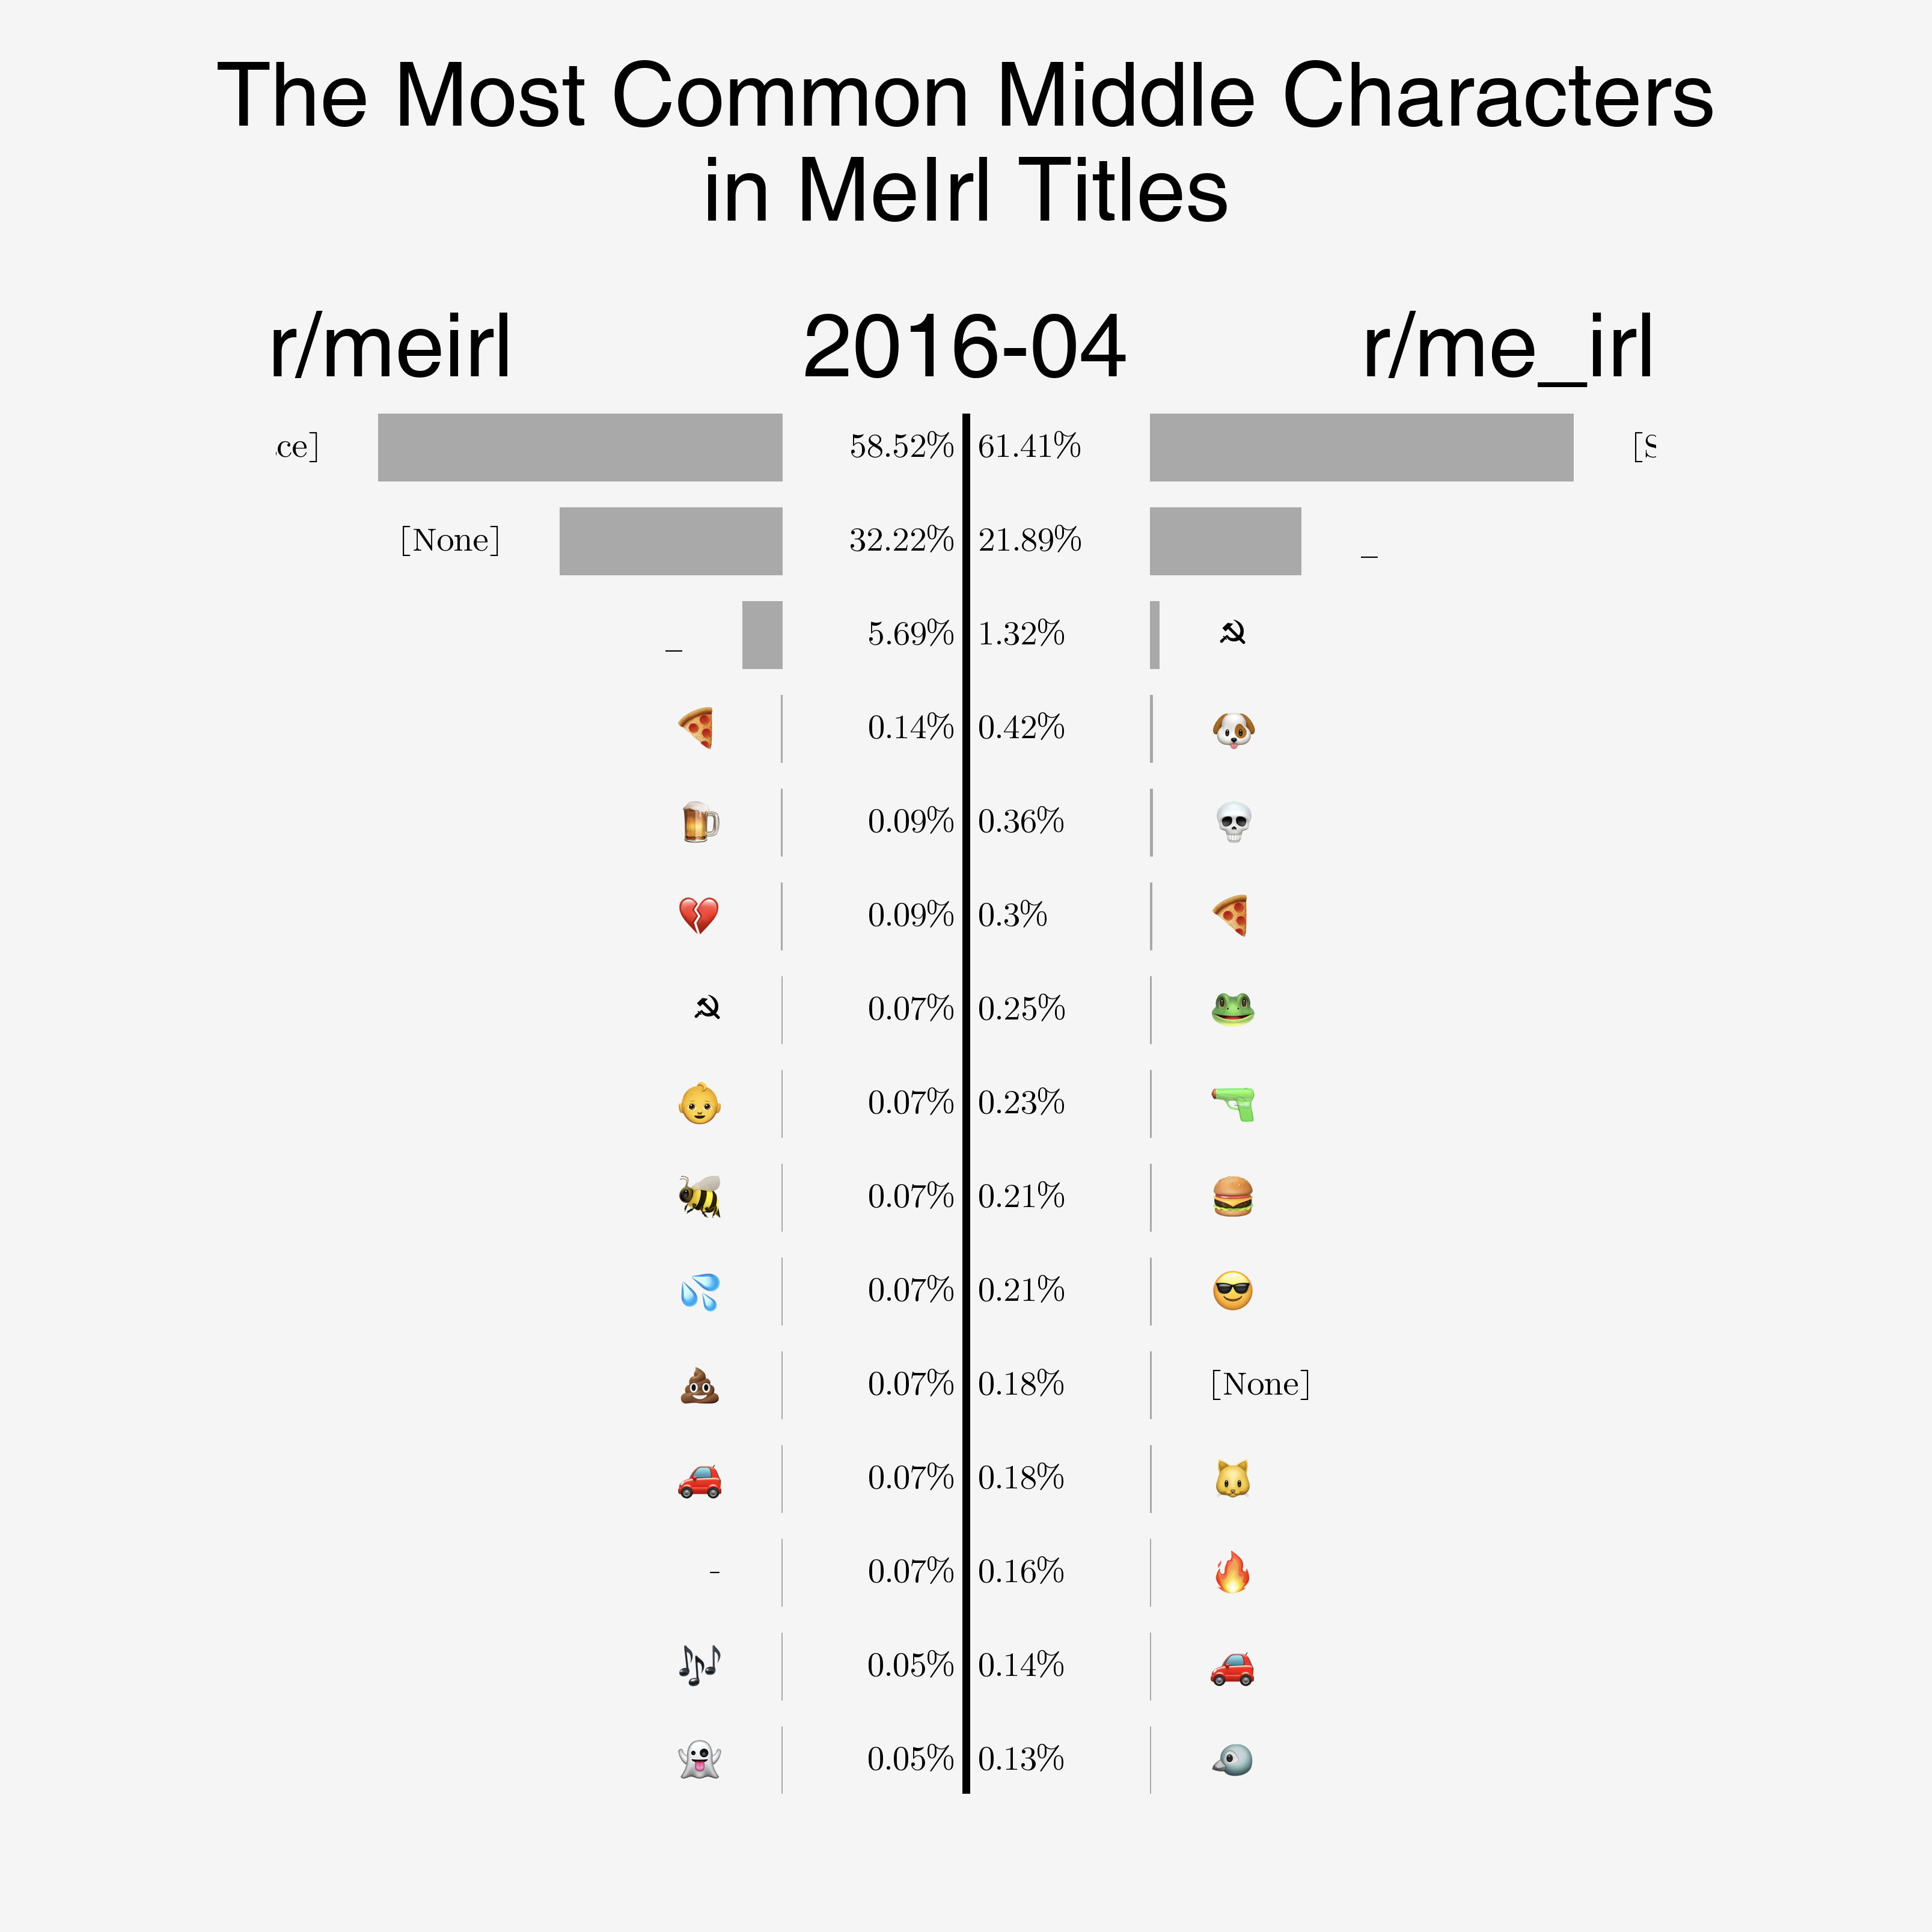 The Most Common Middle Characters
in MeIrl Titles
r/meirl 2016-04 r/me_irl
ce] 58.52% 61.41% [S
[None] 32.22% 21.89% _
_ 5.69% 1.32% ☭
🍕 0.14% 0.42% 🐶
🍺 0.09% 0.36% 💀
💔 0.09% 0.3% 🍕
☭ 0.07% 0.25% 🐸
👶 0.07% 0.23% 🔫
🐝 0.07% 0.21% 🍔
💦 0.07% 0.21% 😎
💩 0.07% 0.18% [None]
🚗 0.07% 0.18% 🐱
- 0.07% 0.16% 🔥
🎶 0.05% 0.14% 🚗
👻 0.05% 0.13% 🐦